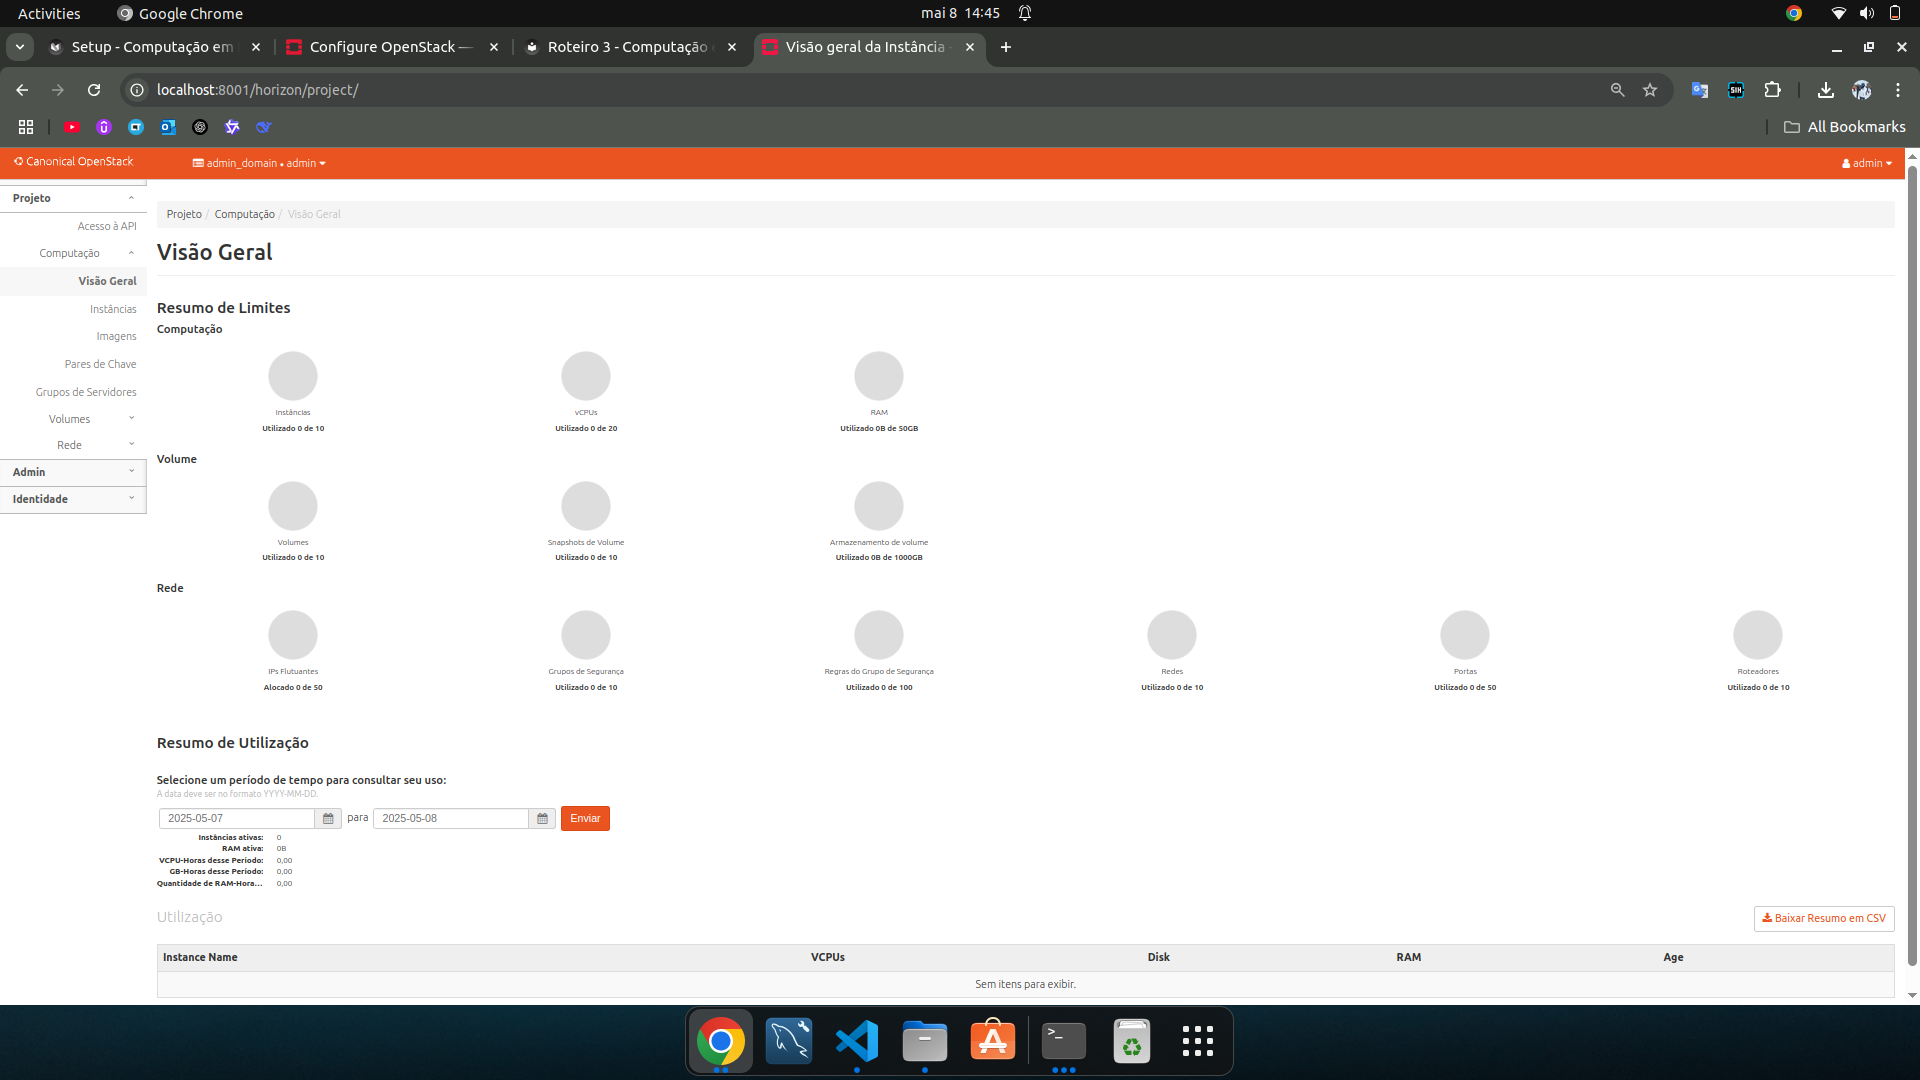 Activities
Google Chrome
mai 8 14:45
Setup - Computação em
Configure OpenStack —
Roteiro 3 - Computação
Visão geral da Instância
localhost:8001/horizon/project/
SIH
All Bookmarks
Canonical OpenStack
admin_domain • admin
admin
Projeto
Acesso à API
Computação
Visão Geral
Instâncias
Imagens
Pares de Chave
Grupos de Servidores
Volumes
Rede
Admin
Identidade
Projeto / Computação / Visão Geral
Visão Geral
Resumo de Limites
Computação
Instâncias
Utilizado 0 de 10
vCPUs
Utilizado 0 de 20
RAM
Utilizado 0B de 50GB
Volume
Volumes
Utilizado 0 de 10
Snapshots de Volume
Utilizado 0 de 10
Armazenamento de volume
Utilizado 0B de 1000GB
Rede
IPs Flutuantes
Alocado 0 de 50
Grupos de Segurança
Utilizado 0 de 10
Regras do Grupo de Segurança
Utilizado 0 de 100
Redes
Utilizado 0 de 10
Portas
Utilizado 0 de 50
Roteadores
Utilizado 0 de 10
Resumo de Utilização
Selecione um período de tempo para consultar seu uso:
A data deve ser no formato YYYY-MM-DD.
2025-05-07 para 2025-05-08 Enviar
Instâncias ativas: 0
RAM ativa: 0B
VCPU-Horas desse Período: 0,00
GB-Horas desse Período: 0,00
Quantidade de RAM-Hora... 0,00
Utilização
Baixar Resumo em CSV
Instance Name VCPUs Disk RAM Age
Sem itens para exibir.